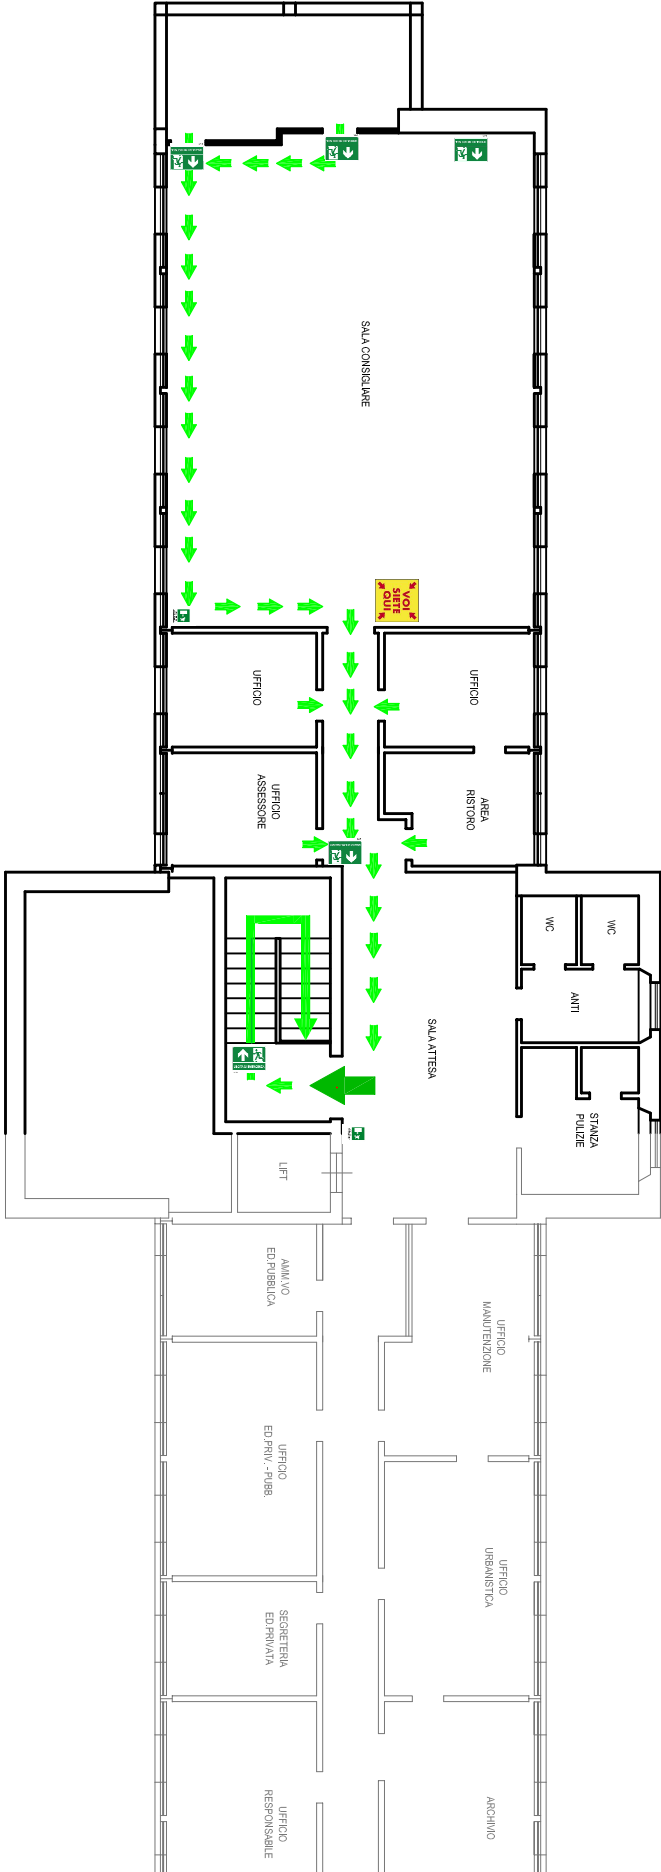 SALA CONSIGLIARE
VOI
SIETE
QUI
UFFICIO
UFFICIO
UFFICIO
ASSESSORE
AREA
RISTORO
WC
WC
ANTI
SALA ATTESA
STANZA
PULIZIE
LIFT
AMM.VO
ED.PUBBLICA
UFFICIO
MANUTENZIONE
UFFICIO
ED.PRIV. - PUBB.
UFFICIO
URBANISTICA
SEGRETERIA
ED.PRIVATA
UFFICIO
RESPONSABILE
ARCHIVIO